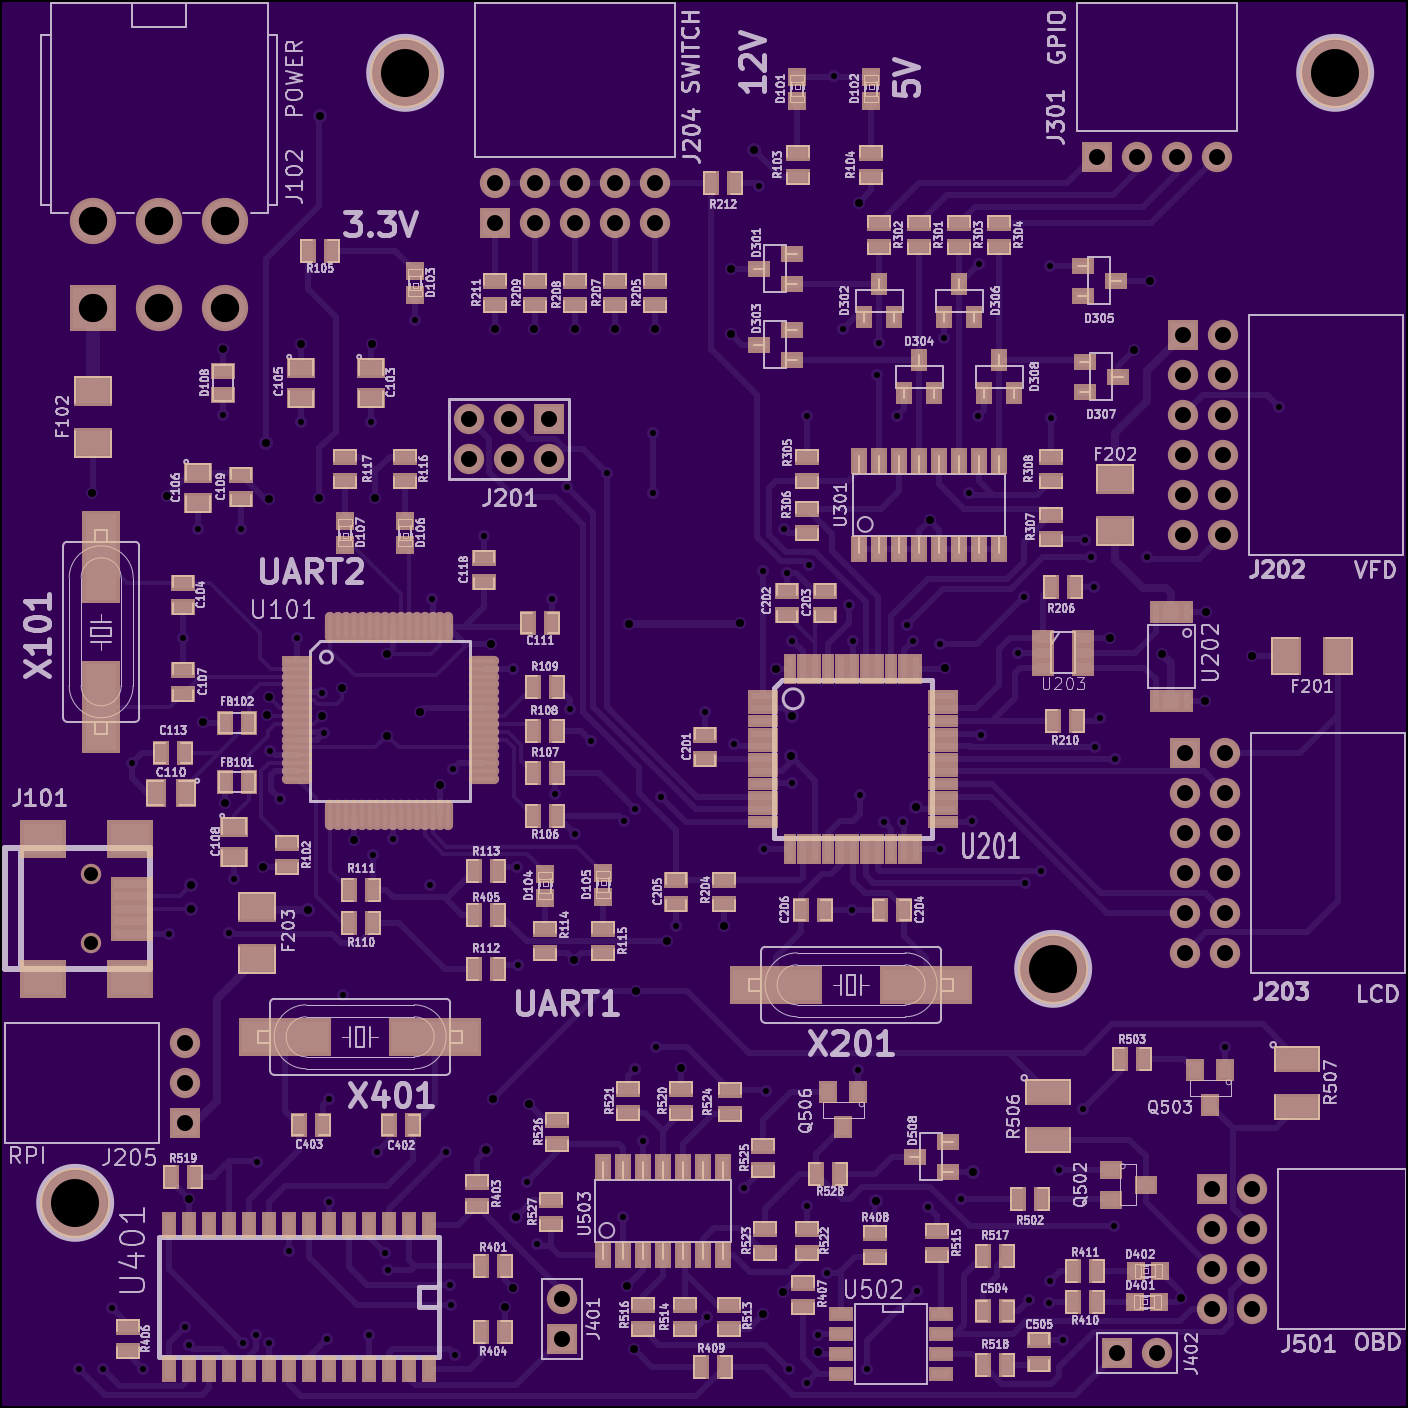 J102 POWER
J204 SWITCH
12V
5V
J301 GPIO
D101
D102
R103
R104
R212
3.3V
R105
D103
R211
R209
R208
R207
R205
D301
D303
R302
R301
R303
R304
D302
D306
D304
D308
D305
D307
F102
D108
C105
C103
R117
R116
J201
C106
C109
D107
D106
R305
R306
U301
R308
R307
F202
J202
VFD
UART2
U101
X101
C104
C107
C118
C111
C202
C203
R206
U203
U202
F201
R109
R108
R107
R106
FB102
C113
FB101
C110
C201
R210
J101
C108
R102
U201
R113
R111
R405
R110
R112
F203
D104
D105
R114
R115
C205
R204
C206
C204
J203
LCD
UART1
X401
X201
RPI
J205
R519
C403
C402
R403
R526
R527
R521
R520
R524
R525
U503
Q506
D508
R528
R503
R506
Q503
R507
Q502
R502
U401
R401
R404
R406
J401
R523
R522
R408
R515
R517
R407
U502
C504
R516
R514
R513
R409
R518
C505
R411
D402
D401
R410
J402
J501
OBD